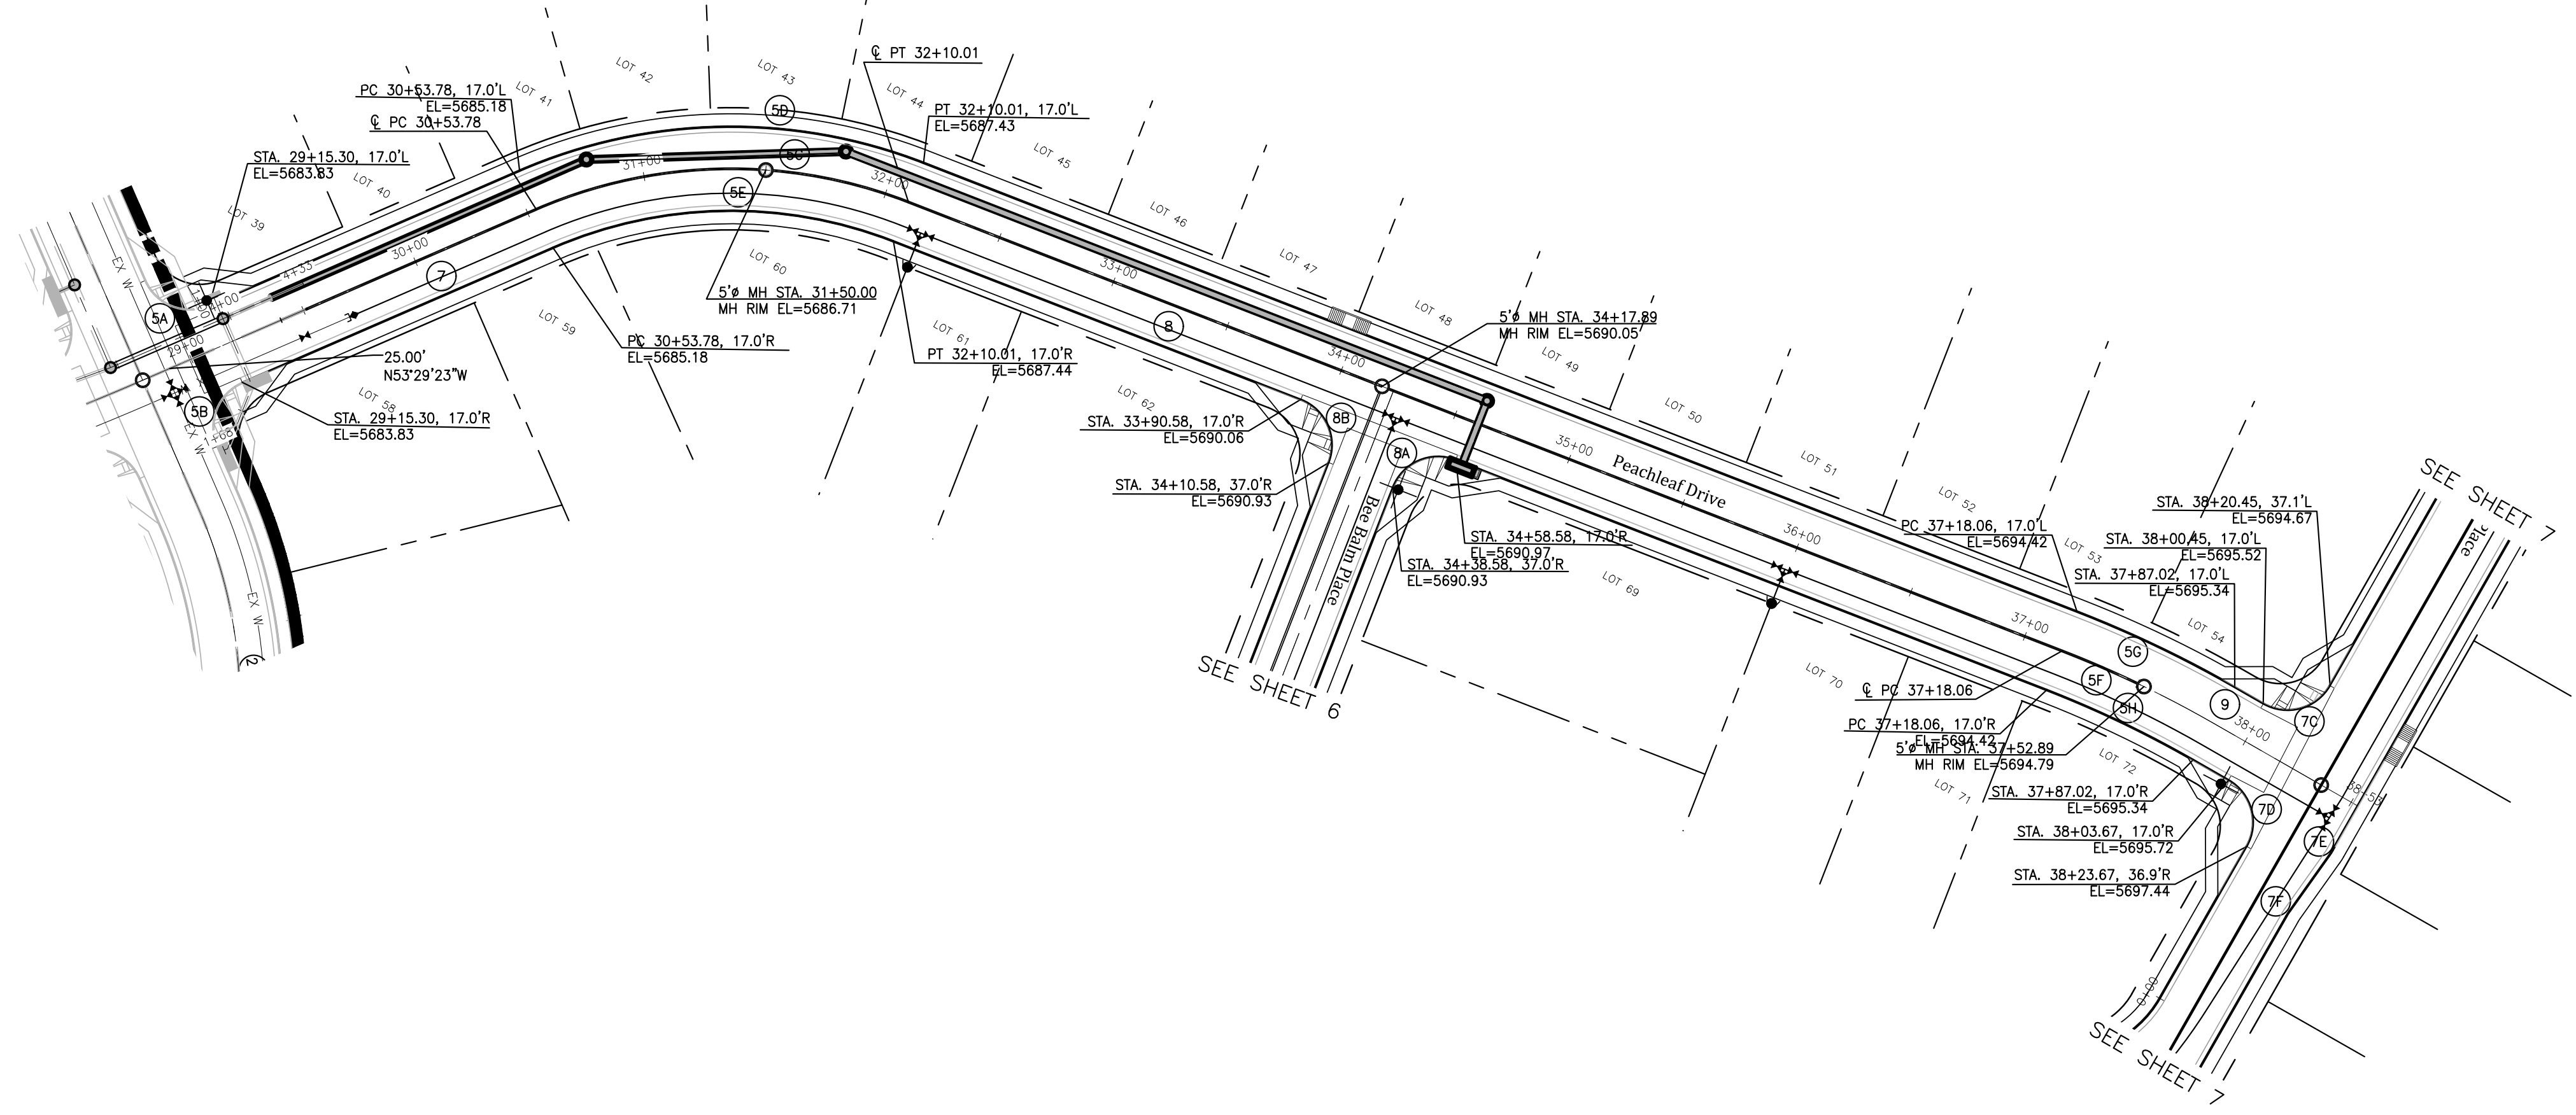 ℄ PT 32+10.01
PC 30+53.78, 17.0'L
EL=5685.18
℄ PC 30+53.78
STA. 29+15.30, 17.0'L
EL=5683.83
PT 32+10.01, 17.0'L
EL=5687.43
LOT 39
LOT 40
LOT 41
LOT 42
LOT 43
LOT 44
LOT 45
LOT 46
LOT 47
LOT 48
LOT 49
LOT 50
LOT 51
LOT 52
LOT 53
LOT 54
5D
5C
5E
5A
5B
7
EX W
EX W
EX W
2
4+33
4+00
1+68
29+00
30+00
31+00
32+00
33+00
34+00
35+00
36+00
37+00
38+00
38+53
25.00'
N53°29'23"W
STA. 29+15.30, 17.0'R
EL=5683.83
LOT 58
LOT 59
LOT 60
LOT 61
LOT 62
5'ø MH STA. 31+50.00
MH RIM EL=5686.71
PC 30+53.78, 17.0'R
EL=5685.18
PT 32+10.01, 17.0'R
EL=5687.44
8
5'ø MH STA. 34+17.89
MH RIM EL=5690.05
STA. 33+90.58, 17.0'R
EL=5690.06
STA. 34+10.58, 37.0'R
EL=5690.93
8B
8A
Bee Balm Place
Peachleaf Drive
STA. 34+58.58, 17.0'R
EL=5690.97
STA. 34+38.58, 37.0'R
EL=5690.93
SEE SHEET 6
LOT 69
LOT 70
LOT 71
LOT 72
STA. 38+20.45, 37.1'L
EL=5694.67
PC 37+18.06, 17.0'L
EL=5694.42
STA. 38+00.45, 17.0'L
EL=5695.52
STA. 37+87.02, 17.0'L
EL=5695.34
SEE SHEET 7
lace
5G
5F
5H
9
7C
7D
7E
7F
℄ PC 37+18.06
PC 37+18.06, 17.0'R
EL=5694.42
5'ø MH STA. 37+52.89
MH RIM EL=5694.79
STA. 37+87.02, 17.0'R
EL=5695.34
STA. 38+03.67, 17.0'R
EL=5695.72
STA. 38+23.67, 36.9'R
EL=5697.44
0+00
SEE SHEET 7